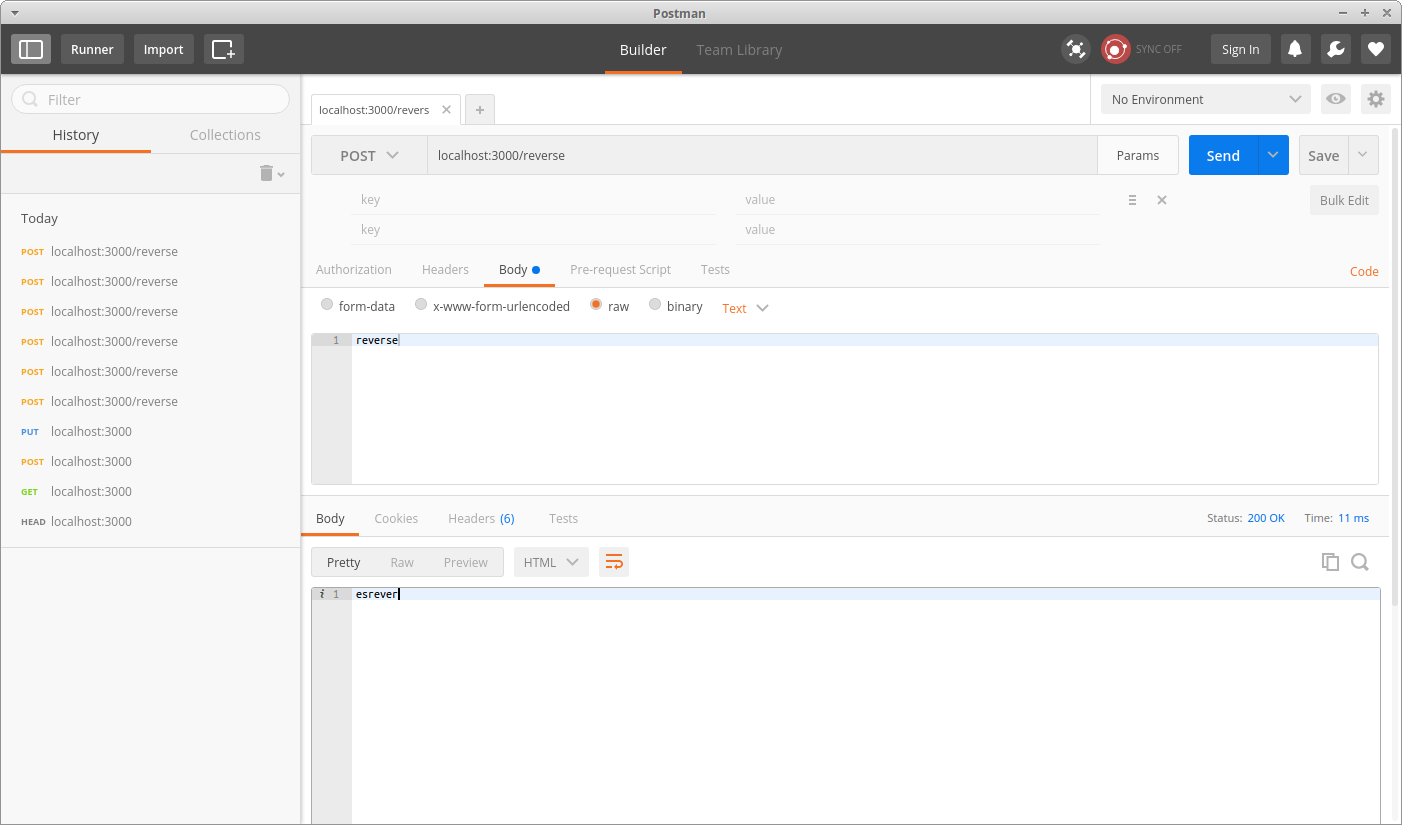 Postman
Runner Import Builder Team Library SYNC OFF Sign In
Filter
History Collections
Today
POST localhost:3000/reverse
POST localhost:3000/reverse
POST localhost:3000/reverse
POST localhost:3000/reverse
POST localhost:3000/reverse
POST localhost:3000/reverse
PUT localhost:3000
POST localhost:3000
GET localhost:3000
HEAD localhost:3000
localhost:3000/revers
No Environment
POST localhost:3000/reverse Params Send Save
key value Bulk Edit
key value
Authorization Headers Body Pre-request Script Tests Code
form-data x-www-form-urlencoded raw binary Text
1 reverse
Body Cookies Headers (6) Tests Status: 200 OK Time: 11 ms
Pretty Raw Preview HTML
i 1 esrever